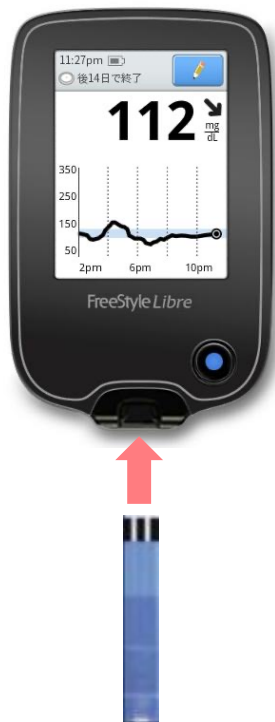 11:27pm
後14日で終了
112 mg/dL
350
250
150
50
2pm 6pm 10pm
FreeStyle Libre